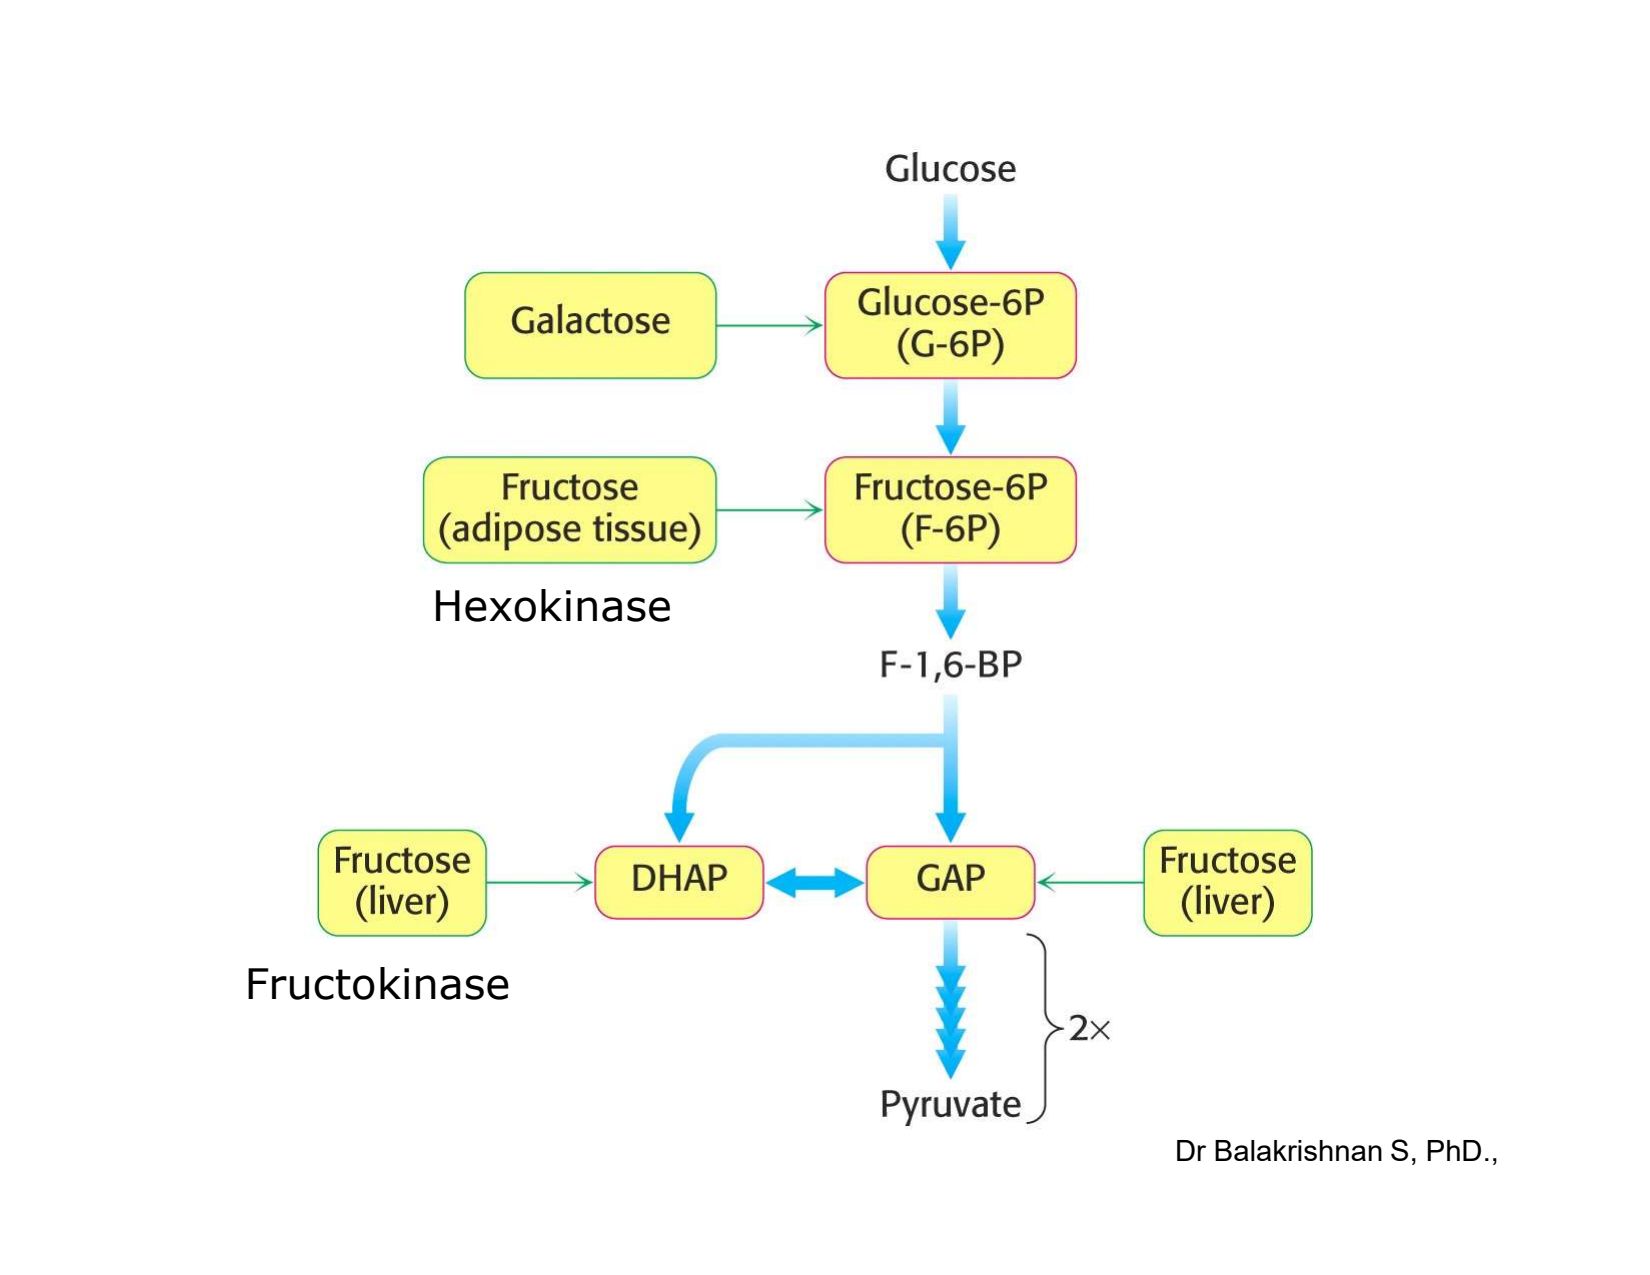 Glucose
Galactose
Glucose-6P
(G-6P)
Fructose
(adipose tissue)
Fructose-6P
(F-6P)
Hexokinase
F-1,6-BP
Fructose
(liver)
DHAP
GAP
Fructose
(liver)
Fructokinase
2×
Pyruvate
Dr Balakrishnan S, PhD.,